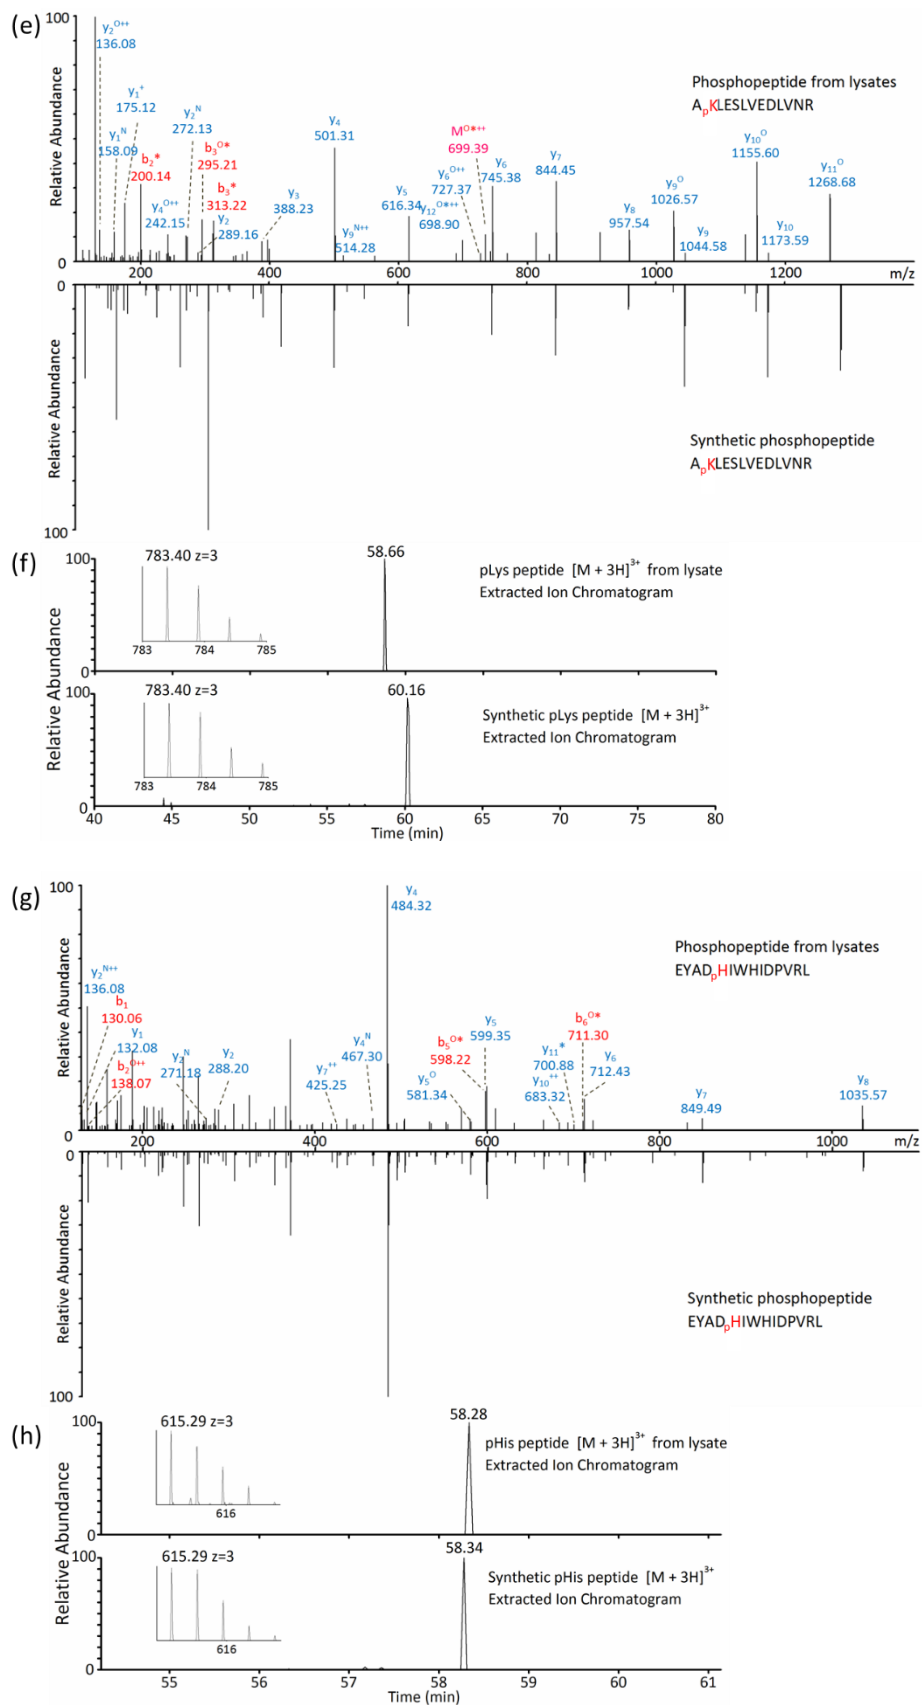 (e)
100
Relative Abundance
0
y₂ᴼ⁺⁺
136.08
y₁⁺
175.12
y₁ᴺ
158.09
b₂*
200.14
y₂ᴺ
272.13
b₃ᴼ*
295.21
b₃*
313.22
y₄ᴼ⁺⁺
242.15
y₂
289.16
y₃
388.23
y₄
501.31
y₉ᴺ⁺⁺
514.28
y₅
616.34
y₁₂ᴼ*⁺⁺
698.90
y₆ᴼ⁺⁺
727.37
Mᴼ*⁺⁺
699.39
y₆
745.38
y₇
844.45
y₈
957.54
y₉ᴼ
1026.57
y₉
1044.58
y₁₀ᴼ
1155.60
y₁₀
1173.59
y₁₁ᴼ
1268.68
Phosphopeptide from lysates
AₚKLESLVEDLVNR
200 400 600 800 1000 1200 m/z
0
Relative Abundance
100
Synthetic phosphopeptide
AₚKLESLVEDLVNR
(f)
100
0
783.40 z=3
783 784 785
58.66
pLys peptide [M + 3H]³⁺ from lysate
Extracted Ion Chromatogram
Relative Abundance
100
0
783.40 z=3
783 784 785
60.16
Synthetic pLys peptide [M + 3H]³⁺
Extracted Ion Chromatogram
40 45 50 55 60 65 70 75 80
Time (min)
(g)
100
Relative Abundance
0
y₂ᴺ⁺⁺
136.08
b₁
130.06
y₁
132.08
b₂ᴼ⁺⁺
138.07
y₂ᴺ
271.18
y₂
288.20
y₇⁺⁺
425.25
y₄ᴺ
467.30
y₄
484.32
y₅ᴼ
581.34
b₅ᴼ*
598.22
y₅
599.35
y₁₀⁺⁺
683.32
y₁₁*
700.88
b₆ᴼ*
711.30
y₆
712.43
y₇
849.49
y₈
1035.57
Phosphopeptide from lysates
EYADₚHIWHIDPVRL
200 400 600 800 1000
0
Relative Abundance
100
Synthetic phosphopeptide
EYADₚHIWHIDPVRL
(h)
100
0
615.29 z=3
616
58.28
pHis peptide [M + 3H]³⁺ from lysate
Extracted Ion Chromatogram
Relative Abundance
100
0
615.29 z=3
616
58.34
Synthetic pHis peptide [M + 3H]³⁺
Extracted Ion Chromatogram
55 56 57 58 59 60 61
Time (min)